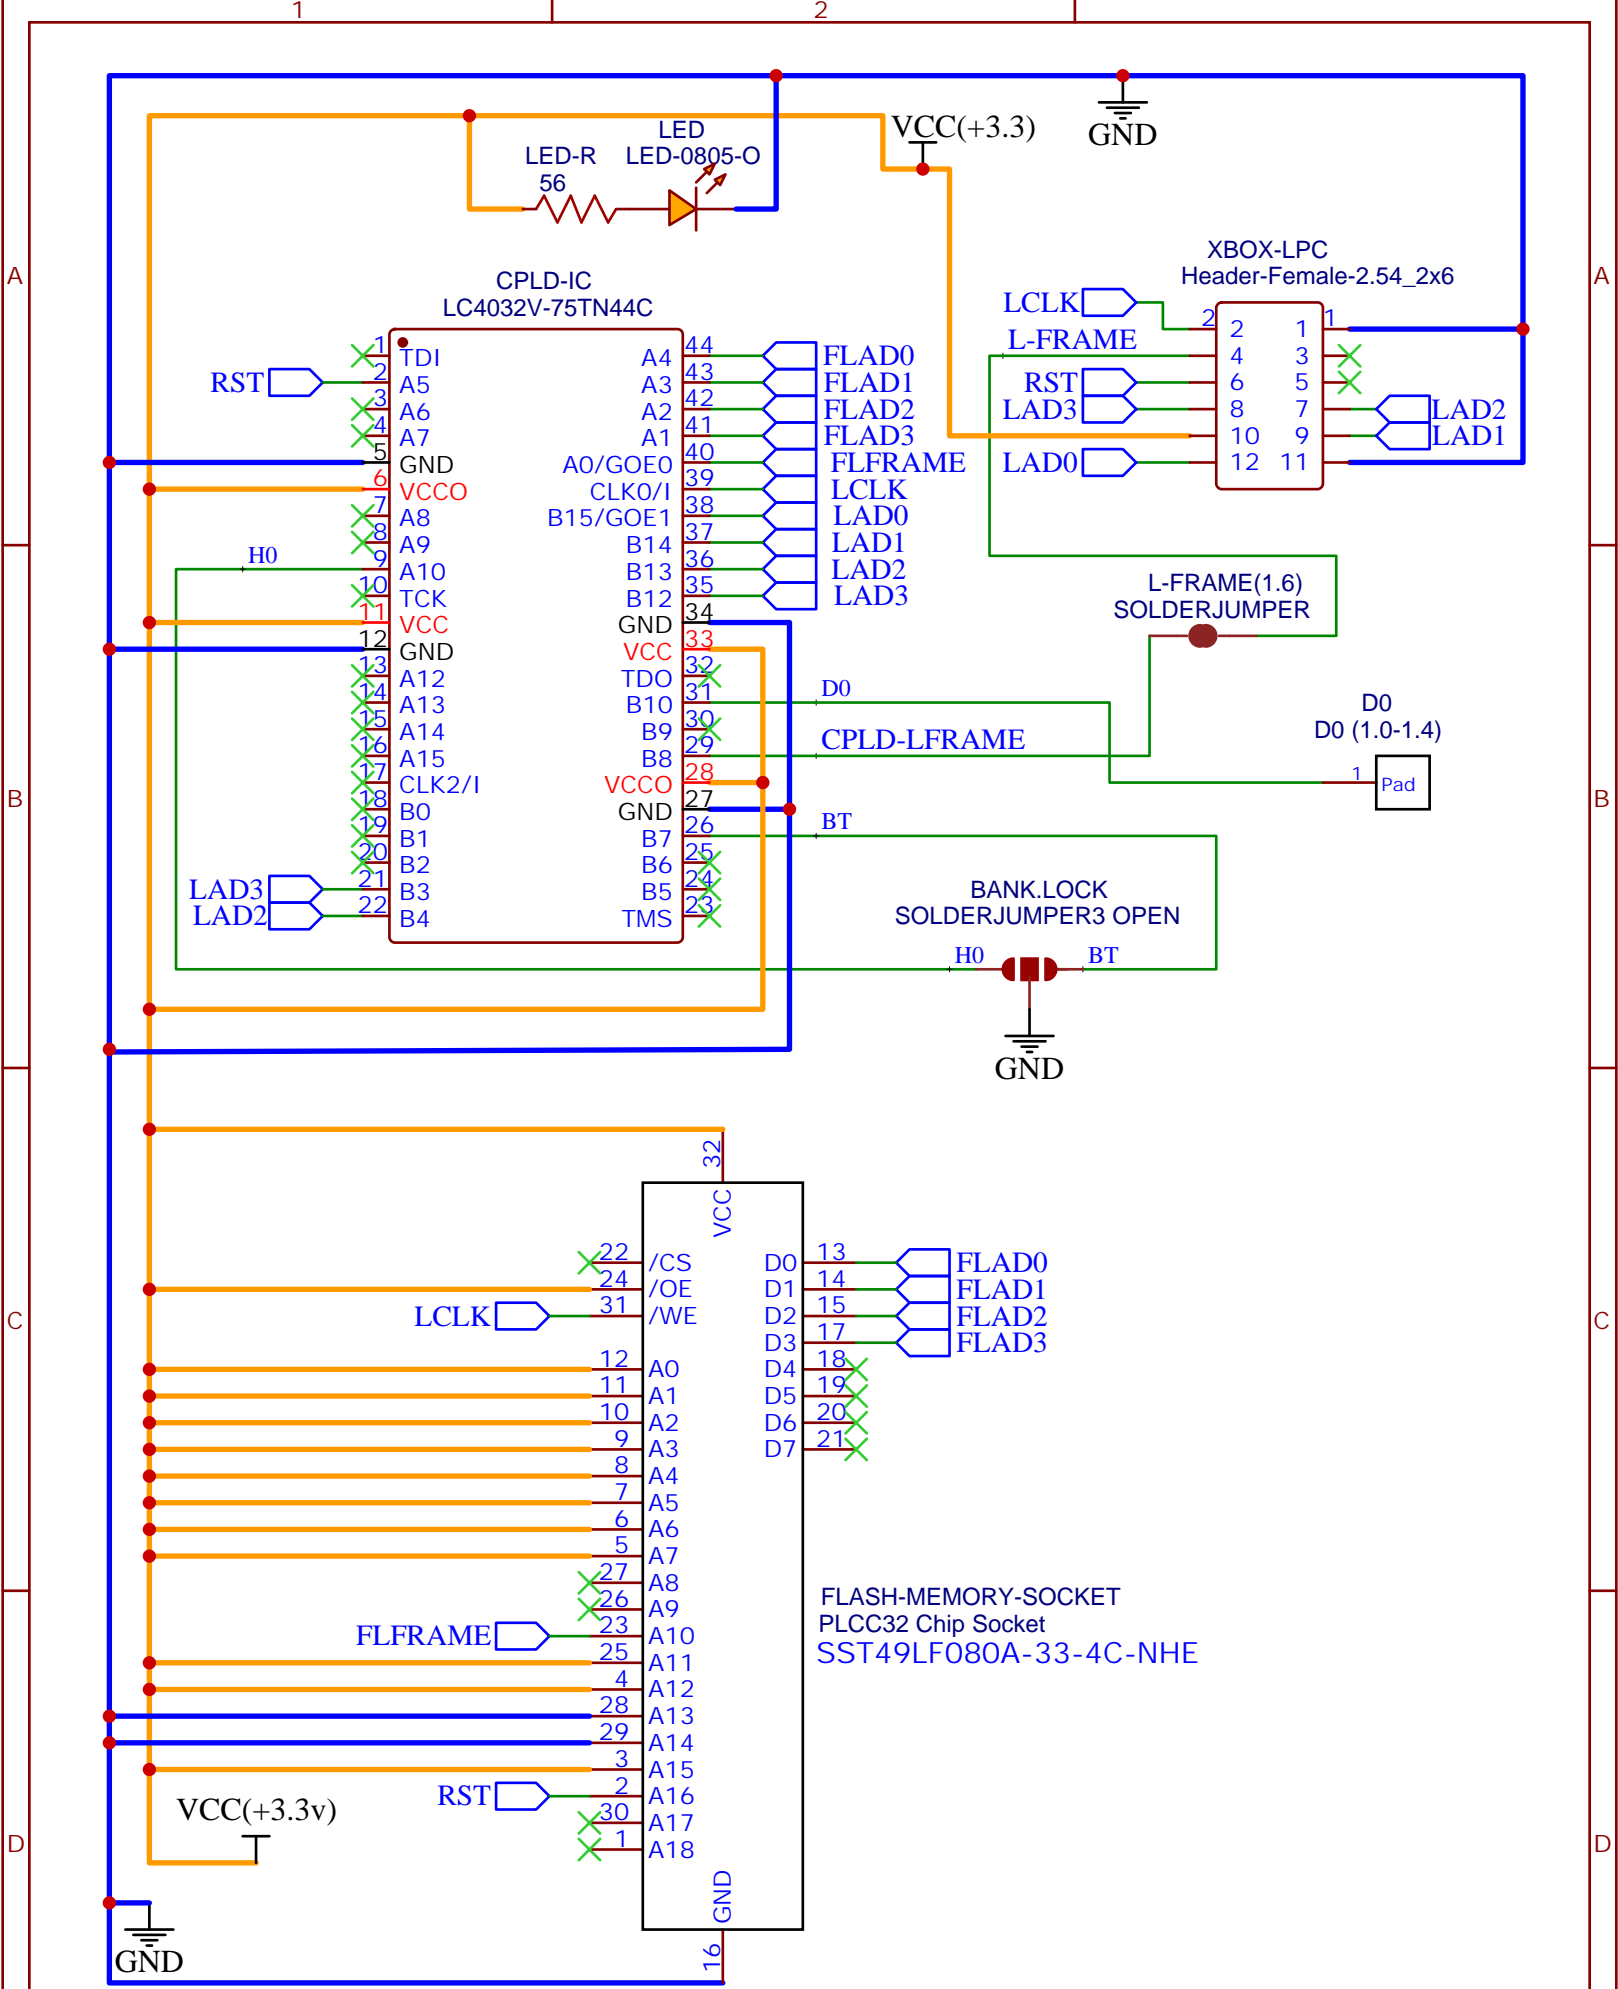 1
2
VCC(+3.3)
GND
LED
LED-R
LED-0805-O
56
A
A
XBOX-LPC
Header-Female-2.54_2x6
CPLD-IC
LC4032V-75TN44C
LCLK
2
2
1
1
L-FRAME
4
3
RST
6
5
LAD3
8
7
LAD2
10
9
LAD1
LAD0
12
11
1
TDI
A4
44
FLAD0
RST
2
A5
A3
43
FLAD1
3
A6
A2
42
FLAD2
4
A7
A1
41
FLAD3
5
GND
A0/GOE0
40
FLFRAME
6
VCCO
CLK0/I
39
LCLK
7
A8
B15/GOE1
38
LAD0
8
A9
B14
37
LAD1
H0
9
A10
B13
36
LAD2
10
TCK
B12
35
LAD3
11
VCC
GND
34
12
GND
VCC
33
13
A12
TDO
32
14
A13
B10
31
D0
15
A14
B9
30
16
A15
B8
29
CPLD-LFRAME
17
CLK2/I
VCCO
28
18
B0
GND
27
19
B1
B7
26
BT
20
B2
B6
25
LAD3
21
B3
B5
24
LAD2
22
B4
TMS
23
L-FRAME(1.6)
SOLDERJUMPER
D0
D0 (1.0-1.4)
1
Pad
B
B
BANK.LOCK
SOLDERJUMPER3 OPEN
H0
BT
GND
32
VCC
22
/CS
D0
13
FLAD0
24
/OE
D1
14
FLAD1
LCLK
31
/WE
D2
15
FLAD2
D3
17
FLAD3
C
C
12
A0
D4
18
11
A1
D5
19
10
A2
D6
20
9
A3
D7
21
8
A4
7
A5
6
A6
5
A7
27
A8
26
A9
FLFRAME
23
A10
25
A11
4
A12
28
A13
29
A14
3
A15
RST
2
A16
30
A17
1
A18
FLASH-MEMORY-SOCKET
PLCC32 Chip Socket
SST49LF080A-33-4C-NHE
VCC(+3.3v)
D
D
GND
16
GND